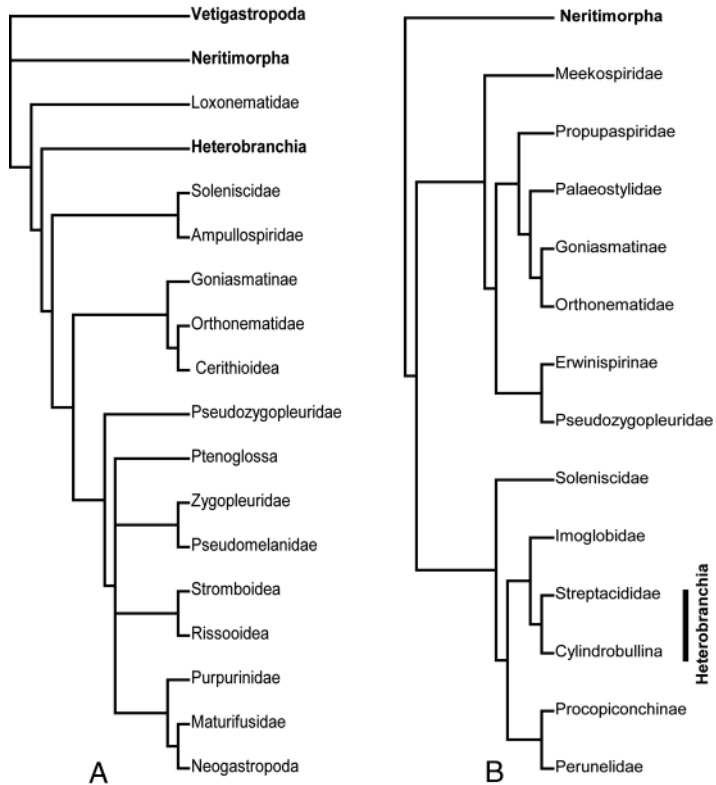 Vetigastropoda
Neritimorpha
Loxonematidae
Heterobranchia
Soleniscidae
Ampullospiridae
Goniasmatinae
Orthonematidae
Cerithioidea
Pseudozygopleuridae
Ptenoglossa
Zygopleuridae
Pseudomelanidae
Stromboidea
Rissooidea
Purpurinidae
Maturifusidae
Neogastropoda
A
Neritimorpha
Meekospiridae
Propupaspiridae
Palaeostylidae
Goniasmatinae
Orthonematidae
Erwinispirinae
Pseudozygopleuridae
Soleniscidae
Imoglobidae
Streptacididae
Cylindrobullina
Heterobranchia
Procopiconchinae
Perunelidae
B